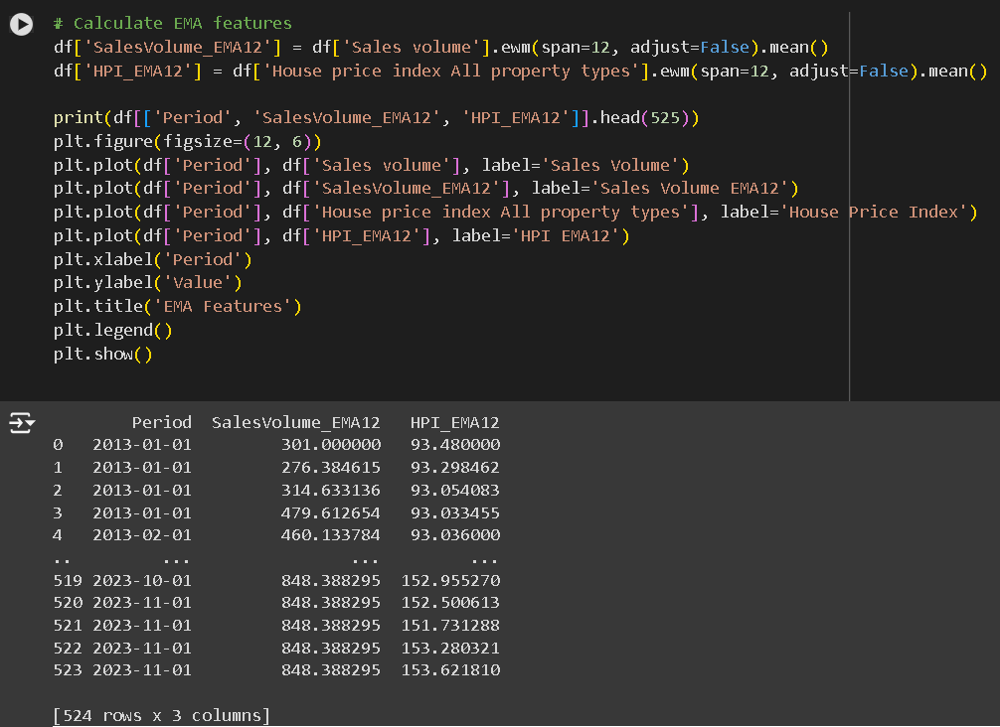 # Calculate EMA features
df['SalesVolume_EMA12'] = df['Sales volume'].ewm(span=12, adjust=False).mean()
df['HPI_EMA12'] = df['House price index All property types'].ewm(span=12, adjust=False).mean()
print(df[['Period', 'SalesVolume_EMA12', 'HPI_EMA12']].head(525))
plt.figure(figsize=(12, 6))
plt.plot(df['Period'], df['Sales volume'], label='Sales Volume')
plt.plot(df['Period'], df['SalesVolume_EMA12'], label='Sales Volume EMA12')
plt.plot(df['Period'], df['House price index All property types'], label='House Price Index')
plt.plot(df['Period'], df['HPI_EMA12'], label='HPI EMA12')
plt.xlabel('Period')
plt.ylabel('Value')
plt.title('EMA Features')
plt.legend()
plt.show()
Period SalesVolume_EMA12 HPI_EMA12
0 2013-01-01 301.000000 93.480000
1 2013-01-01 276.384615 93.298462
2 2013-01-01 314.633136 93.054083
3 2013-01-01 479.612654 93.033455
4 2013-02-01 460.133784 93.036000
.. ... ... ...
519 2023-10-01 848.388295 152.955270
520 2023-11-01 848.388295 152.500613
521 2023-11-01 848.388295 151.731288
522 2023-11-01 848.388295 153.280321
523 2023-11-01 848.388295 153.621810
[524 rows x 3 columns]